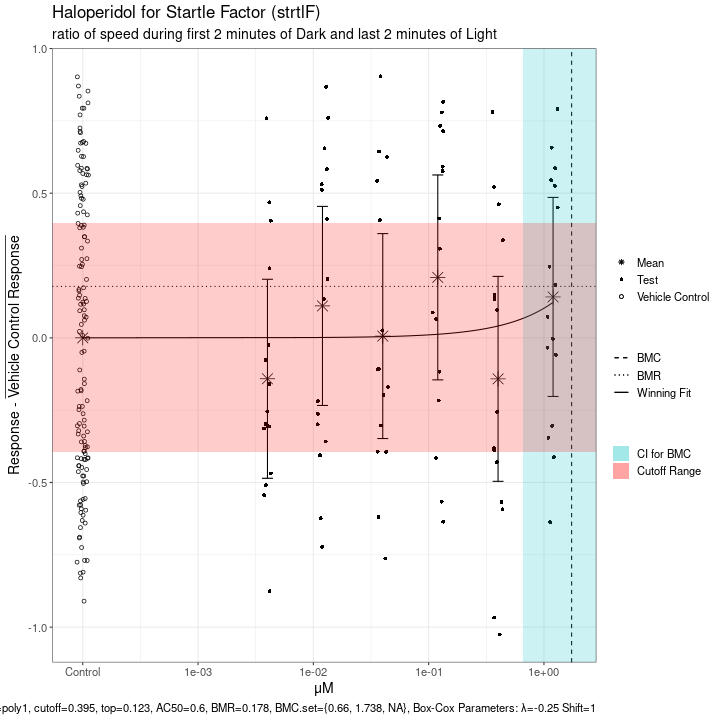 Haloperidol for Startle Factor (strtlF)
ratio of speed during first 2 minutes of Dark and last 2 minutes of Light
1.0
0.5
0.0
-0.5
-1.0
Response - Vehicle Control Response
Control
1e-03
1e-02
1e-01
1e+00
μM
Mean
Test
Vehicle Control
BMC
BMR
Winning Fit
CI for BMC
Cutoff Range
=poly1, cutoff=0.395, top=0.123, AC50=0.6, BMR=0.178, BMC.set={0.66, 1.738, NA}, Box-Cox Parameters: λ=-0.25 Shift=1